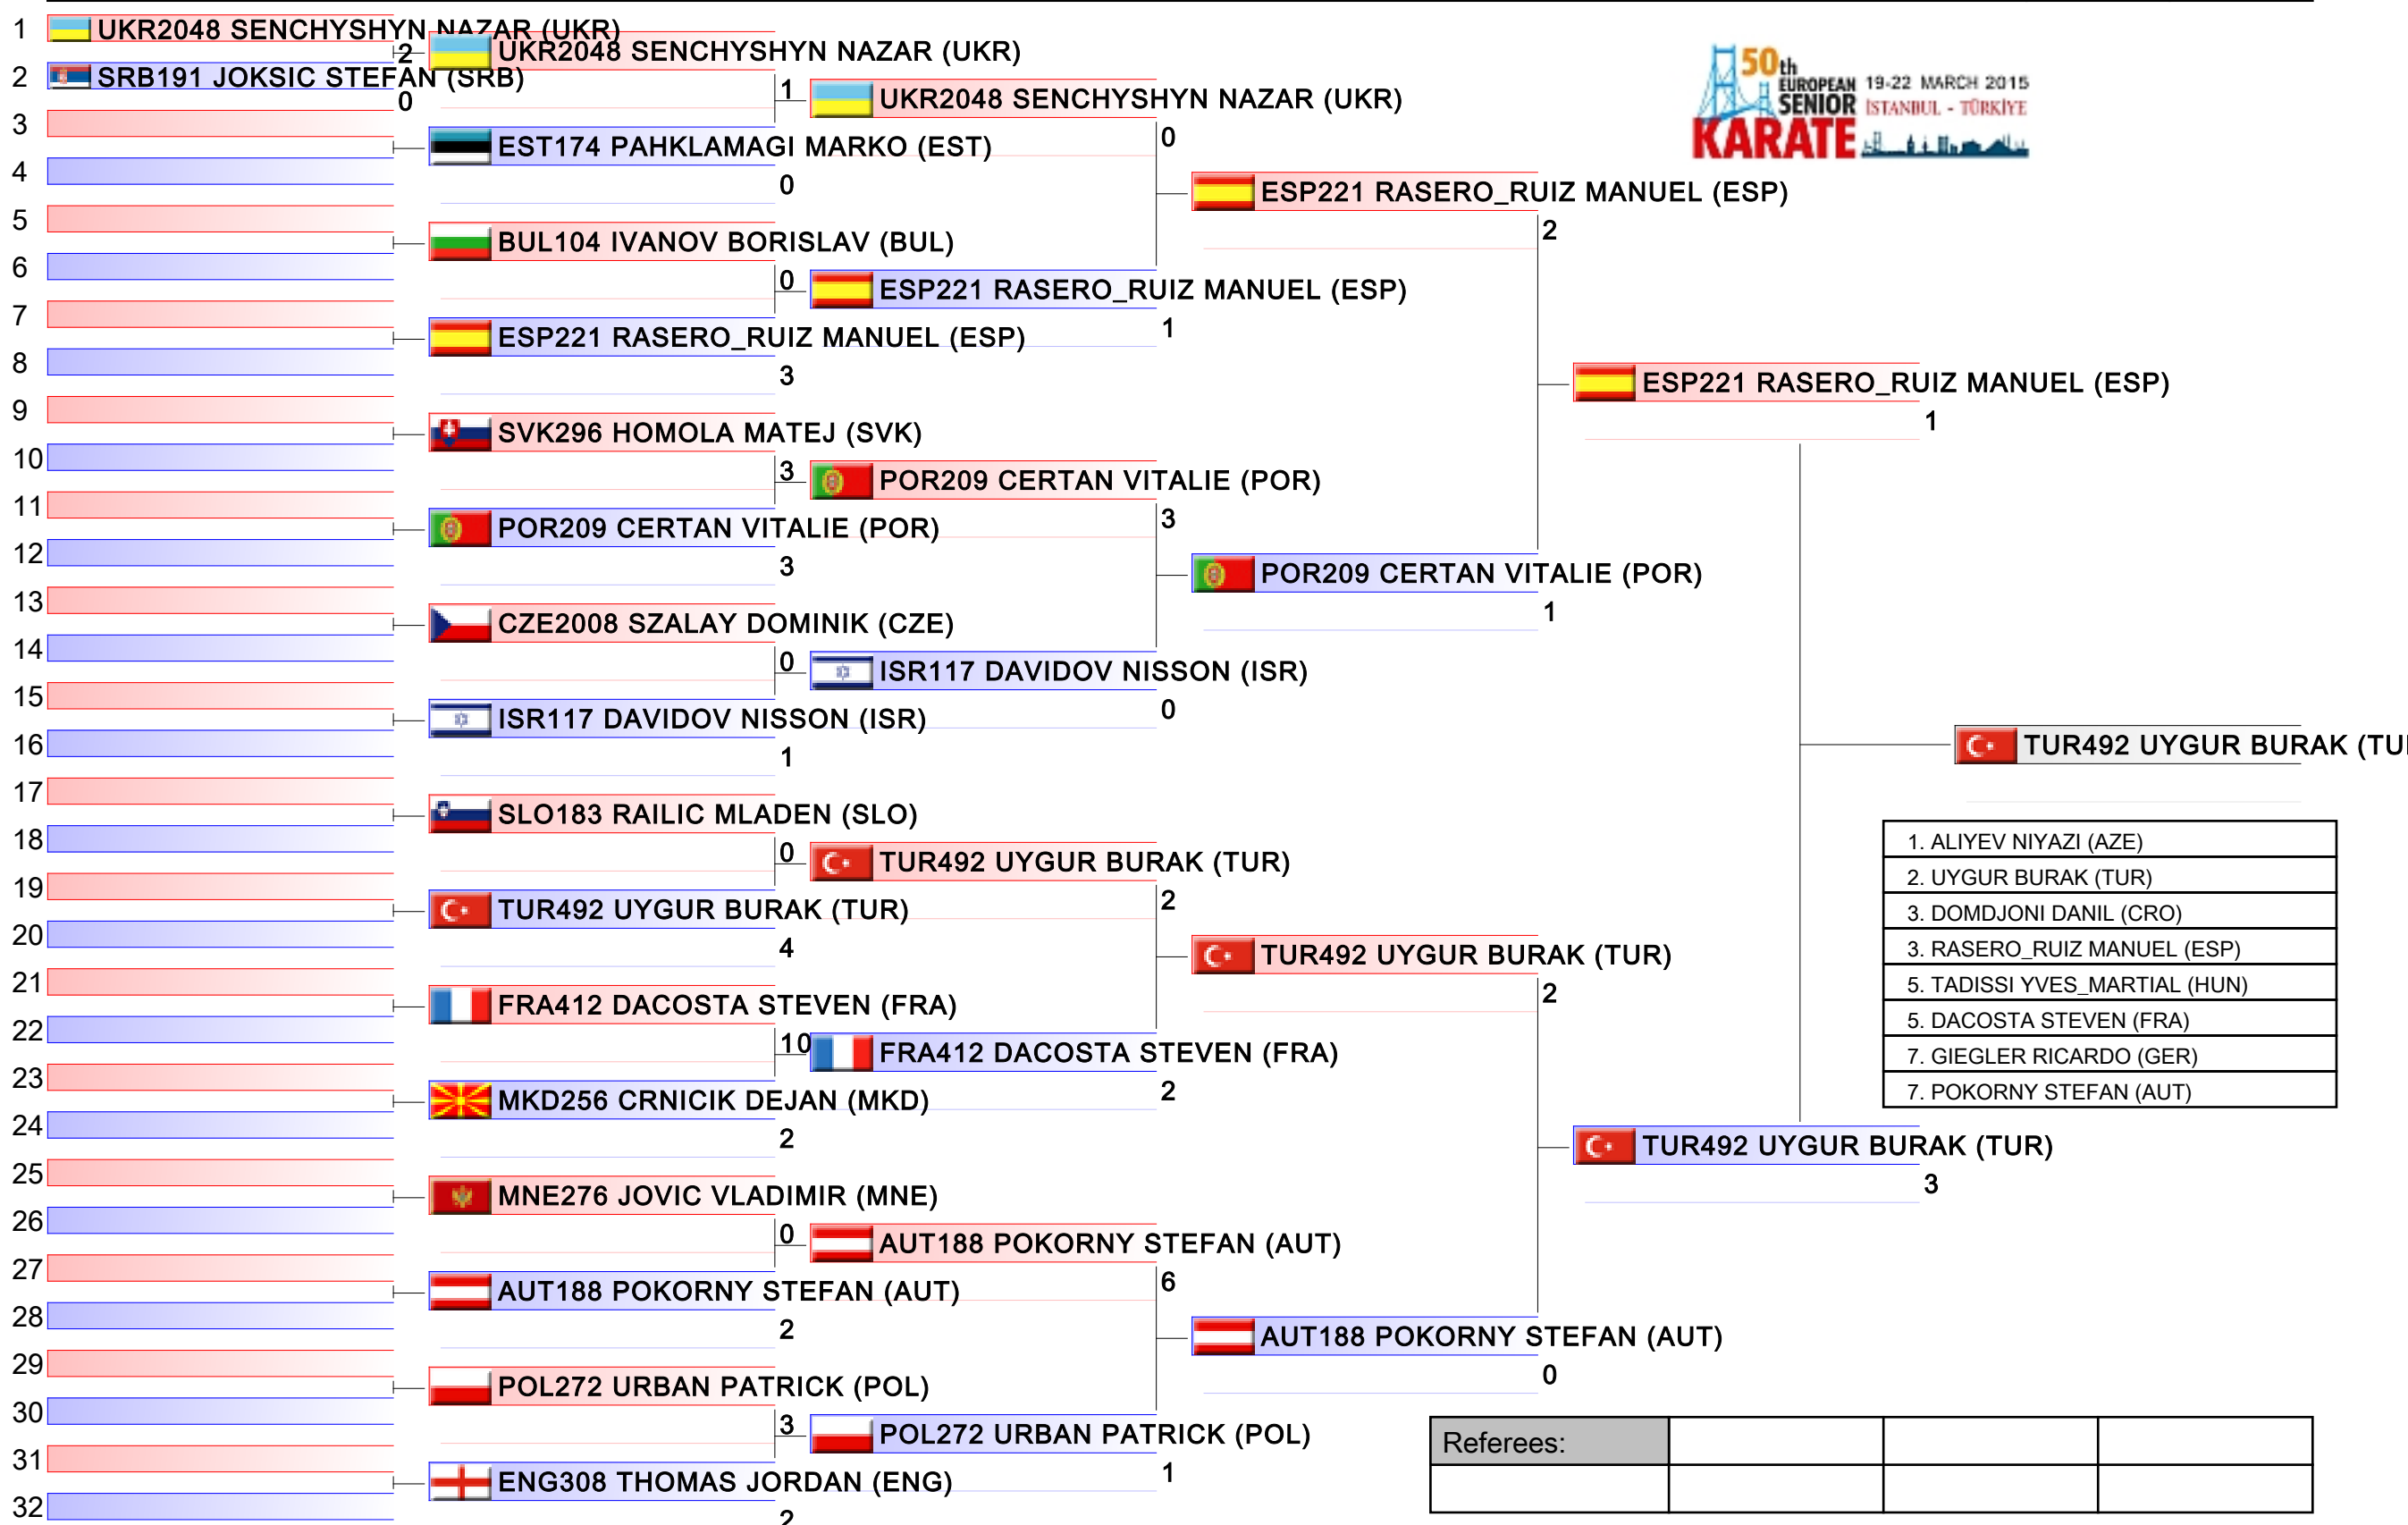 1 UKR2048 SENCHYSHYN NAZAR (UKR)
2
UKR2048 SENCHYSHYN NAZAR (UKR)
2 SRB191 JOKSIC STEFAN (SRB)
0
1
UKR2048 SENCHYSHYN NAZAR (UKR)
50th
EUROPEAN
SENIOR
KARATE
19-22 MARCH 2015
İSTANBUL - TÜRKİYE
3
0
EST174 PAHKLAMAGI MARKO (EST)
4
0
ESP221 RASERO_RUIZ MANUEL (ESP)
2
5
BUL104 IVANOV BORISLAV (BUL)
6
0
ESP221 RASERO_RUIZ MANUEL (ESP)
1
7
ESP221 RASERO_RUIZ MANUEL (ESP)
8
3
ESP221 RASERO_RUIZ MANUEL (ESP)
1
9
SVK296 HOMOLA MATEJ (SVK)
10
3
POR209 CERTAN VITALIE (POR)
3
11
POR209 CERTAN VITALIE (POR)
12
3
POR209 CERTAN VITALIE (POR)
1
13
CZE2008 SZALAY DOMINIK (CZE)
14
0
ISR117 DAVIDOV NISSON (ISR)
0
15
ISR117 DAVIDOV NISSON (ISR)
16
1
TUR492 UYGUR BURAK (TU
17
SLO183 RAILIC MLADEN (SLO)
18
0
TUR492 UYGUR BURAK (TUR)
2
19
TUR492 UYGUR BURAK (TUR)
20
4
TUR492 UYGUR BURAK (TUR)
2
21
FRA412 DACOSTA STEVEN (FRA)
22
10
FRA412 DACOSTA STEVEN (FRA)
2
23
MKD256 CRNICIK DEJAN (MKD)
24
2
TUR492 UYGUR BURAK (TUR)
3
1. ALIYEV NIYAZI (AZE)
2. UYGUR BURAK (TUR)
3. DOMDJONI DANIL (CRO)
3. RASERO_RUIZ MANUEL (ESP)
5. TADISSI YVES_MARTIAL (HUN)
5. DACOSTA STEVEN (FRA)
7. GIEGLER RICARDO (GER)
7. POKORNY STEFAN (AUT)
25
MNE276 JOVIC VLADIMIR (MNE)
26
0
AUT188 POKORNY STEFAN (AUT)
6
27
AUT188 POKORNY STEFAN (AUT)
28
2
AUT188 POKORNY STEFAN (AUT)
0
29
POL272 URBAN PATRICK (POL)
30
3
POL272 URBAN PATRICK (POL)
1
31
ENG308 THOMAS JORDAN (ENG)
32
2
Referees: